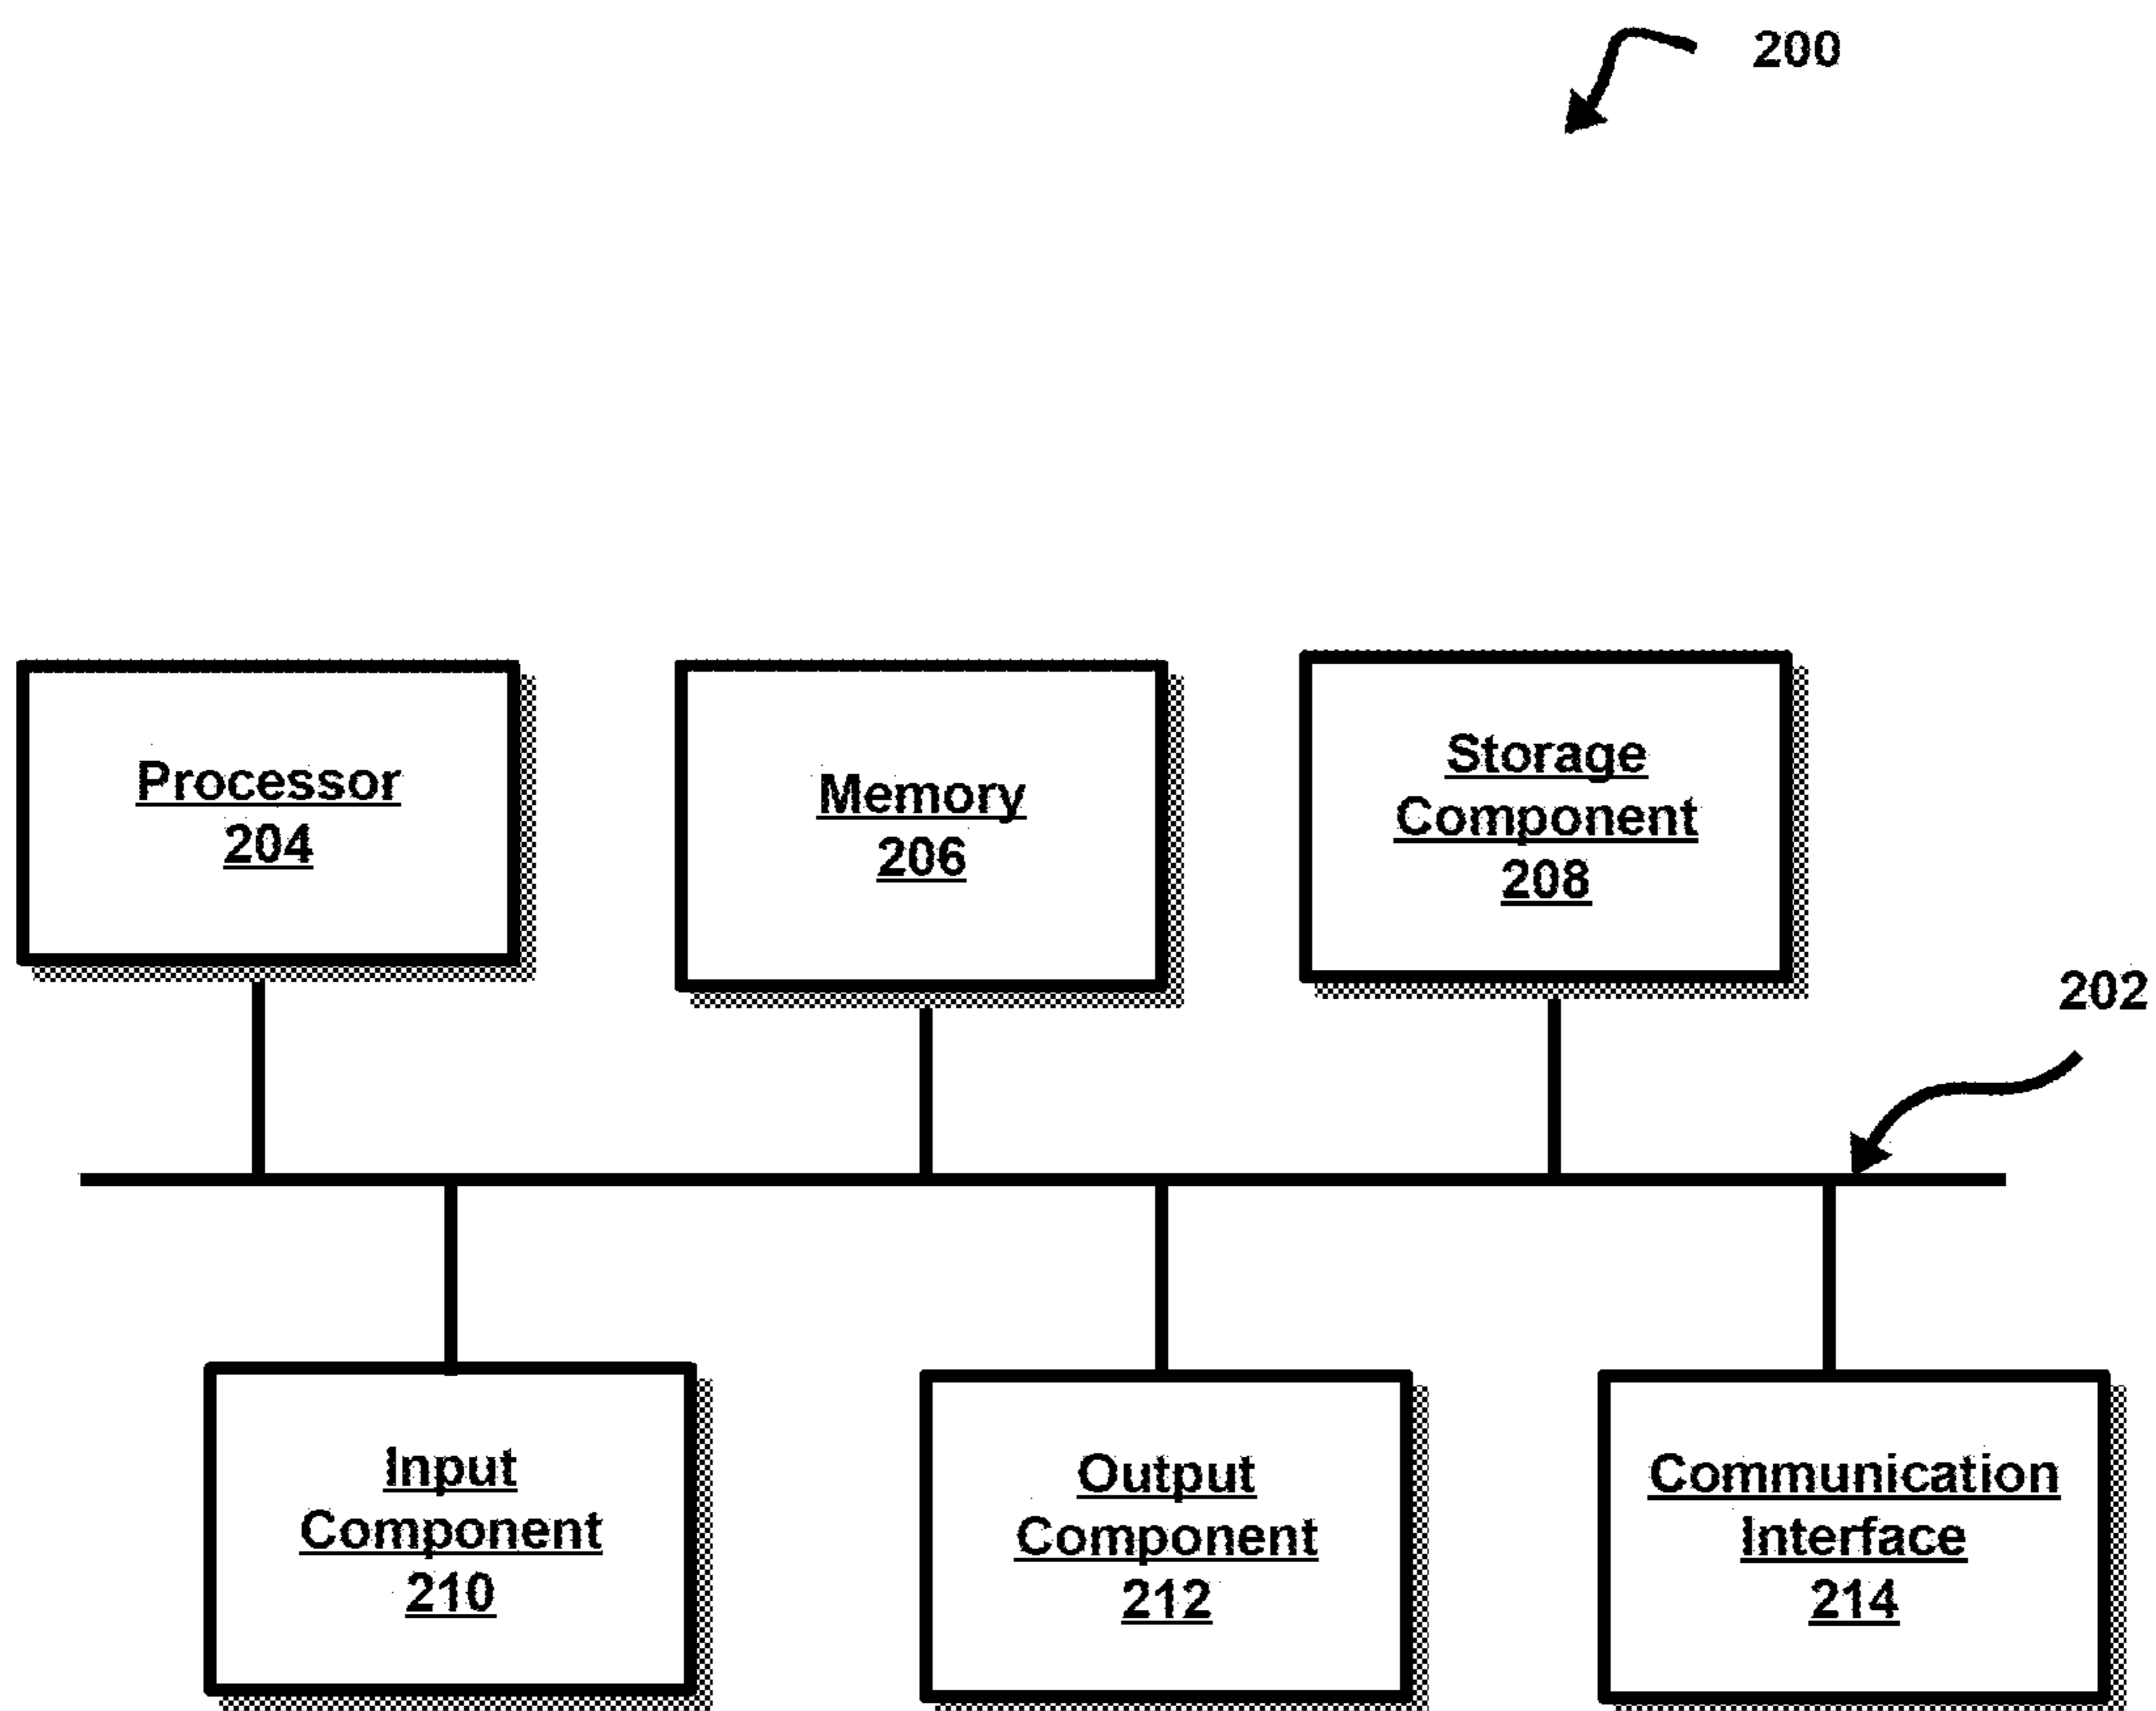 200
Processor
204
Memory
206
Storage
Component
208
202
Input
Component
210
Output
Component
212
Communication
Interface
214